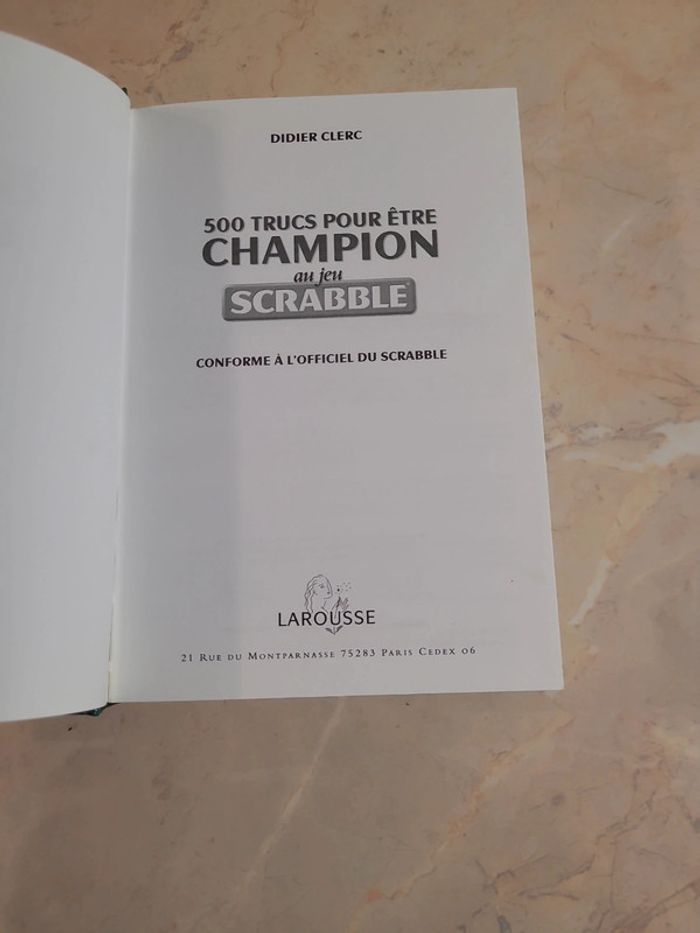 DIDIER CLERC
500 TRUCS POUR ÊTRE
CHAMPION
au jeu
SCRABBLE
CONFORME À L'OFFICIEL DU SCRABBLE
LAROUSSE
21 RUE DU MONTPARNASSE 75283 PARIS CEDEX 06